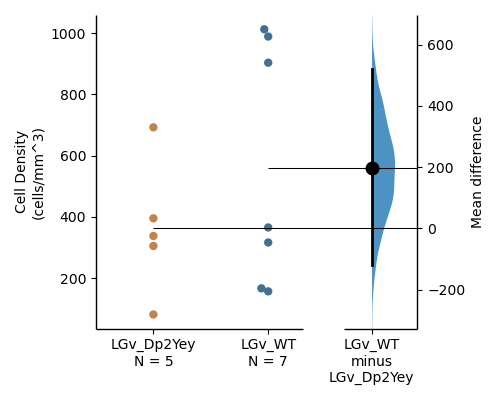 1000
800
600
400
200
Cell Density
(cells/mm^3)
600
400
200
0
−200
Mean difference
LGv_Dp2Yey
N = 5
LGv_WT
N = 7
LGv_WT
minus
LGv_Dp2Yey